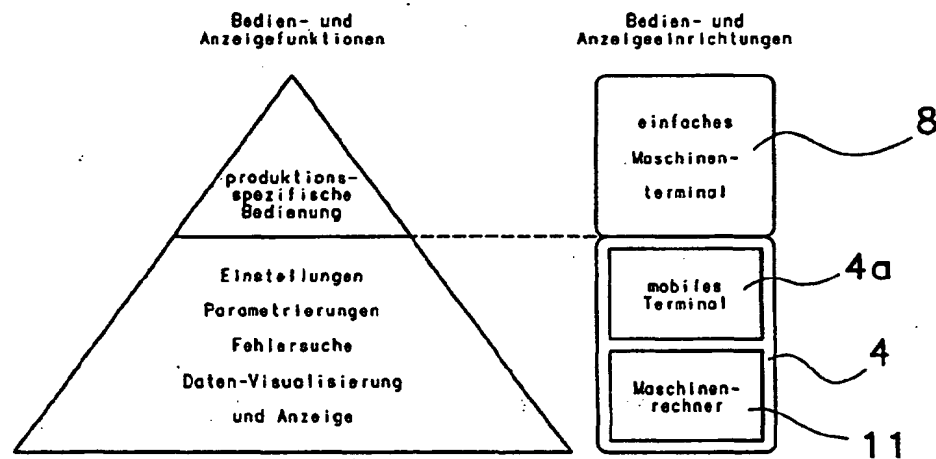 Bedien- und
Anzeigefunktionen
produktions-
spezifische
Bedienung
Einstellungen
Parametrierungen
Fehlersuche
Daten-Visualisierung
und Anzeige
Bedien- und
Anzeigeeinrichtungen
einfaches
Maschinen-
terminal
8
mobiles
Terminal
4a
4
Maschinen-
rechner
11